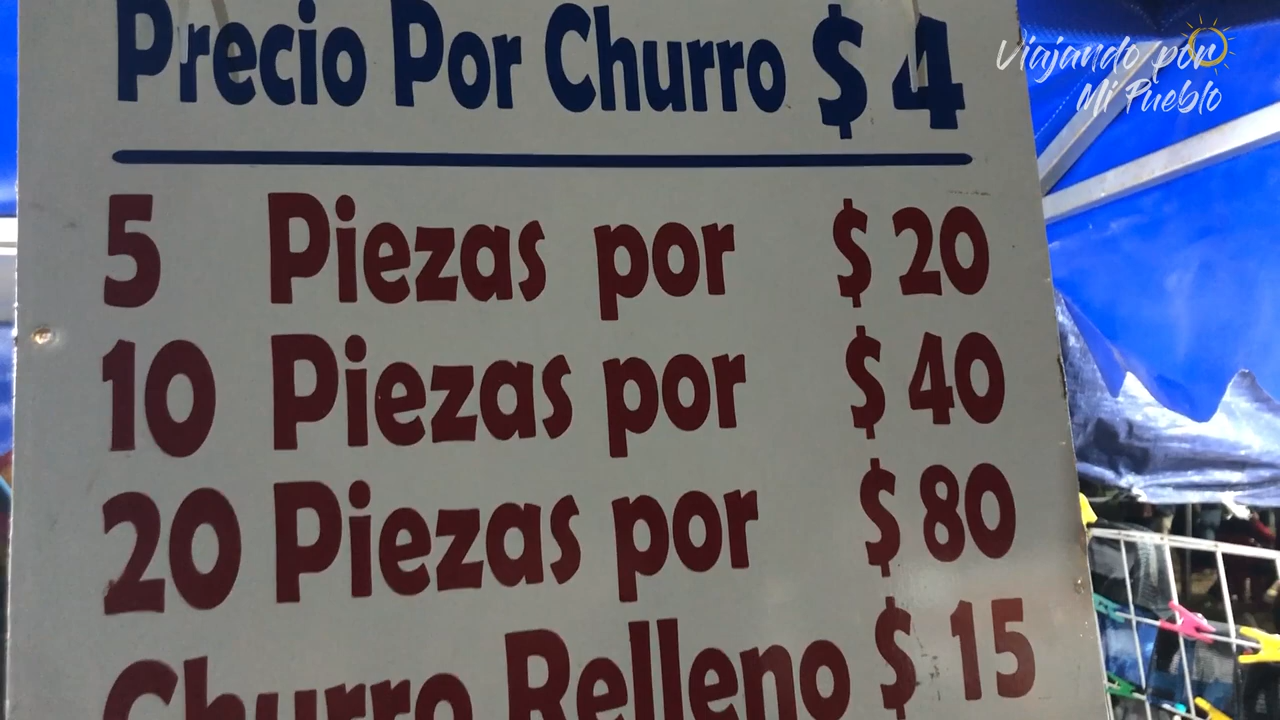 Precio Por Churro $ 4
5 Piezas por $ 20
10 Piezas por $ 40
20 Piezas por $ 80
Churro Relleno $ 15
Viajando por
Mi Pueblo